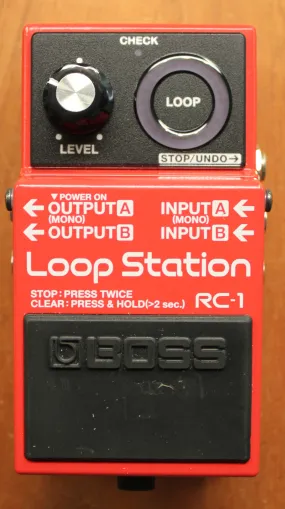 CHECK
LOOP
LEVEL
STOP/UNDO→
▼POWER ON
← OUTPUT A
(MONO)
← OUTPUT B
INPUT A ←
(MONO)
INPUT B ←
Loop Station
STOP : PRESS TWICE
CLEAR : PRESS & HOLD(>2 sec.)
RC-1
BOSS